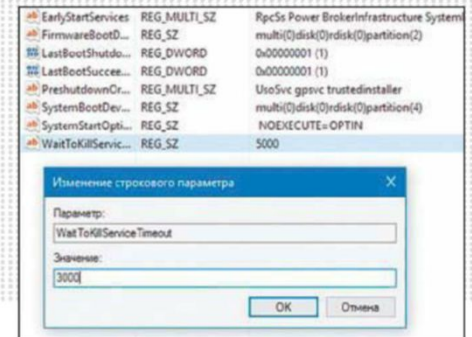 EarlyStartServices REG_MULTI_SZ RpcSs Power BrokerInfrastructure SystemI
FirmwareBootD... REG_SZ multi(0)disk(0)rdisk(0)partition(2)
LastBootShutdo... REG_DWORD 0x00000001 (1)
LastBootSuccee... REG_DWORD 0x00000001 (1)
PreshutdownOr... REG_MULTI_SZ UsoSvc gpsvc trustedinstaller
SystemBootDev... REG_SZ multi(0)disk(0)rdisk(0)partition(4)
SystemStartOpti... REG_SZ NOEXECUTE=OPTIN
WaitToKillServic... REG_SZ 5000
Изменение строкового параметра
Параметр:
WaitToKillServiceTimeout
Значение:
3000
OK Отмена